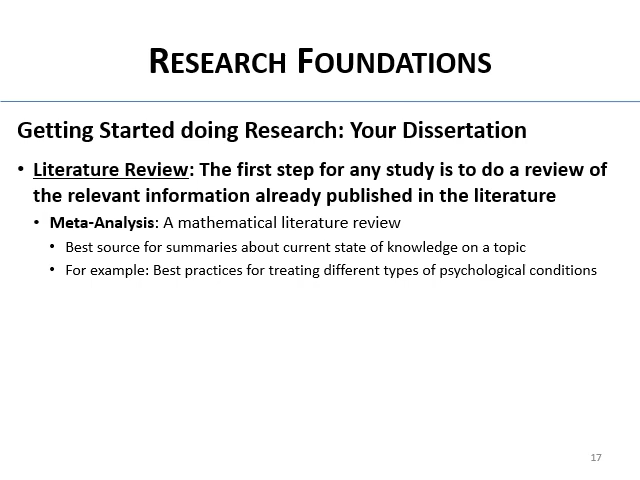 RESEARCH FOUNDATIONS
Getting Started doing Research: Your Dissertation
• Literature Review: The first step for any study is to do a review of
the relevant information already published in the literature
• Meta-Analysis: A mathematical literature review
• Best source for summaries about current state of knowledge on a topic
• For example: Best practices for treating different types of psychological conditions
17